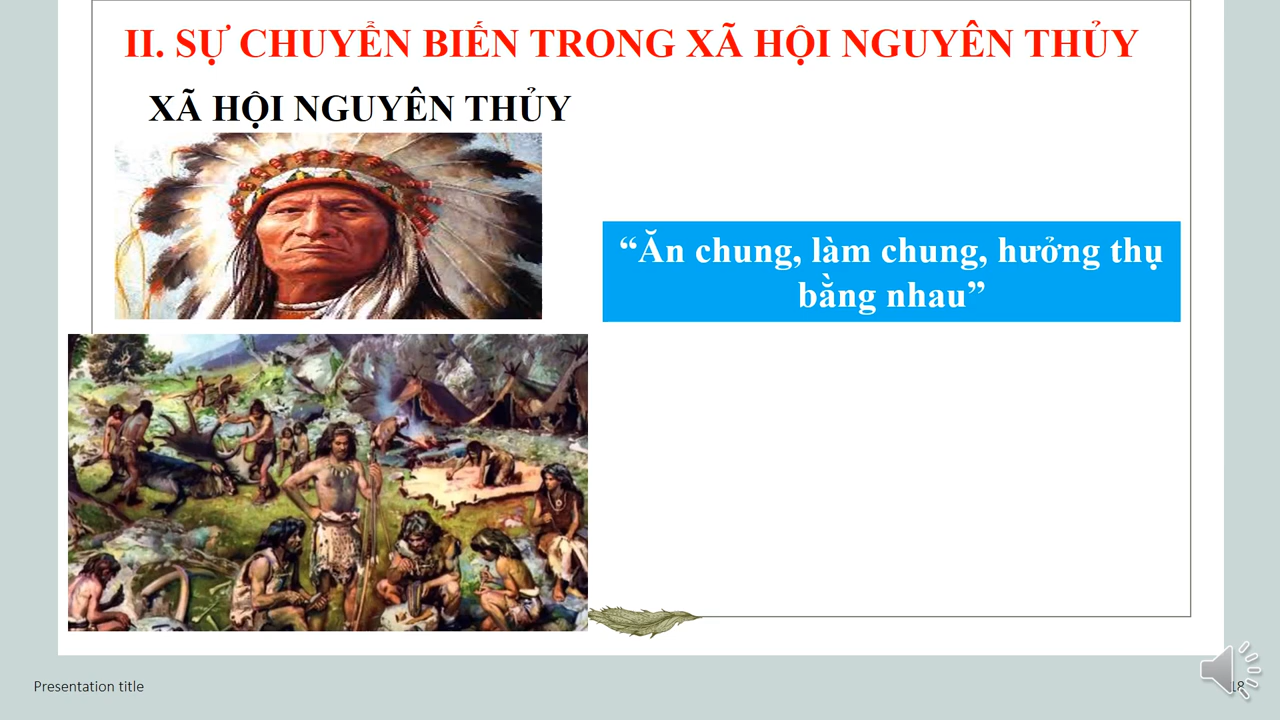 II. SỰ CHUYỂN BIẾN TRONG XÃ HỘI NGUYÊN THỦY
XÃ HỘI NGUYÊN THỦY
“Ăn chung, làm chung, hưởng thụ
bằng nhau”
Presentation title
18